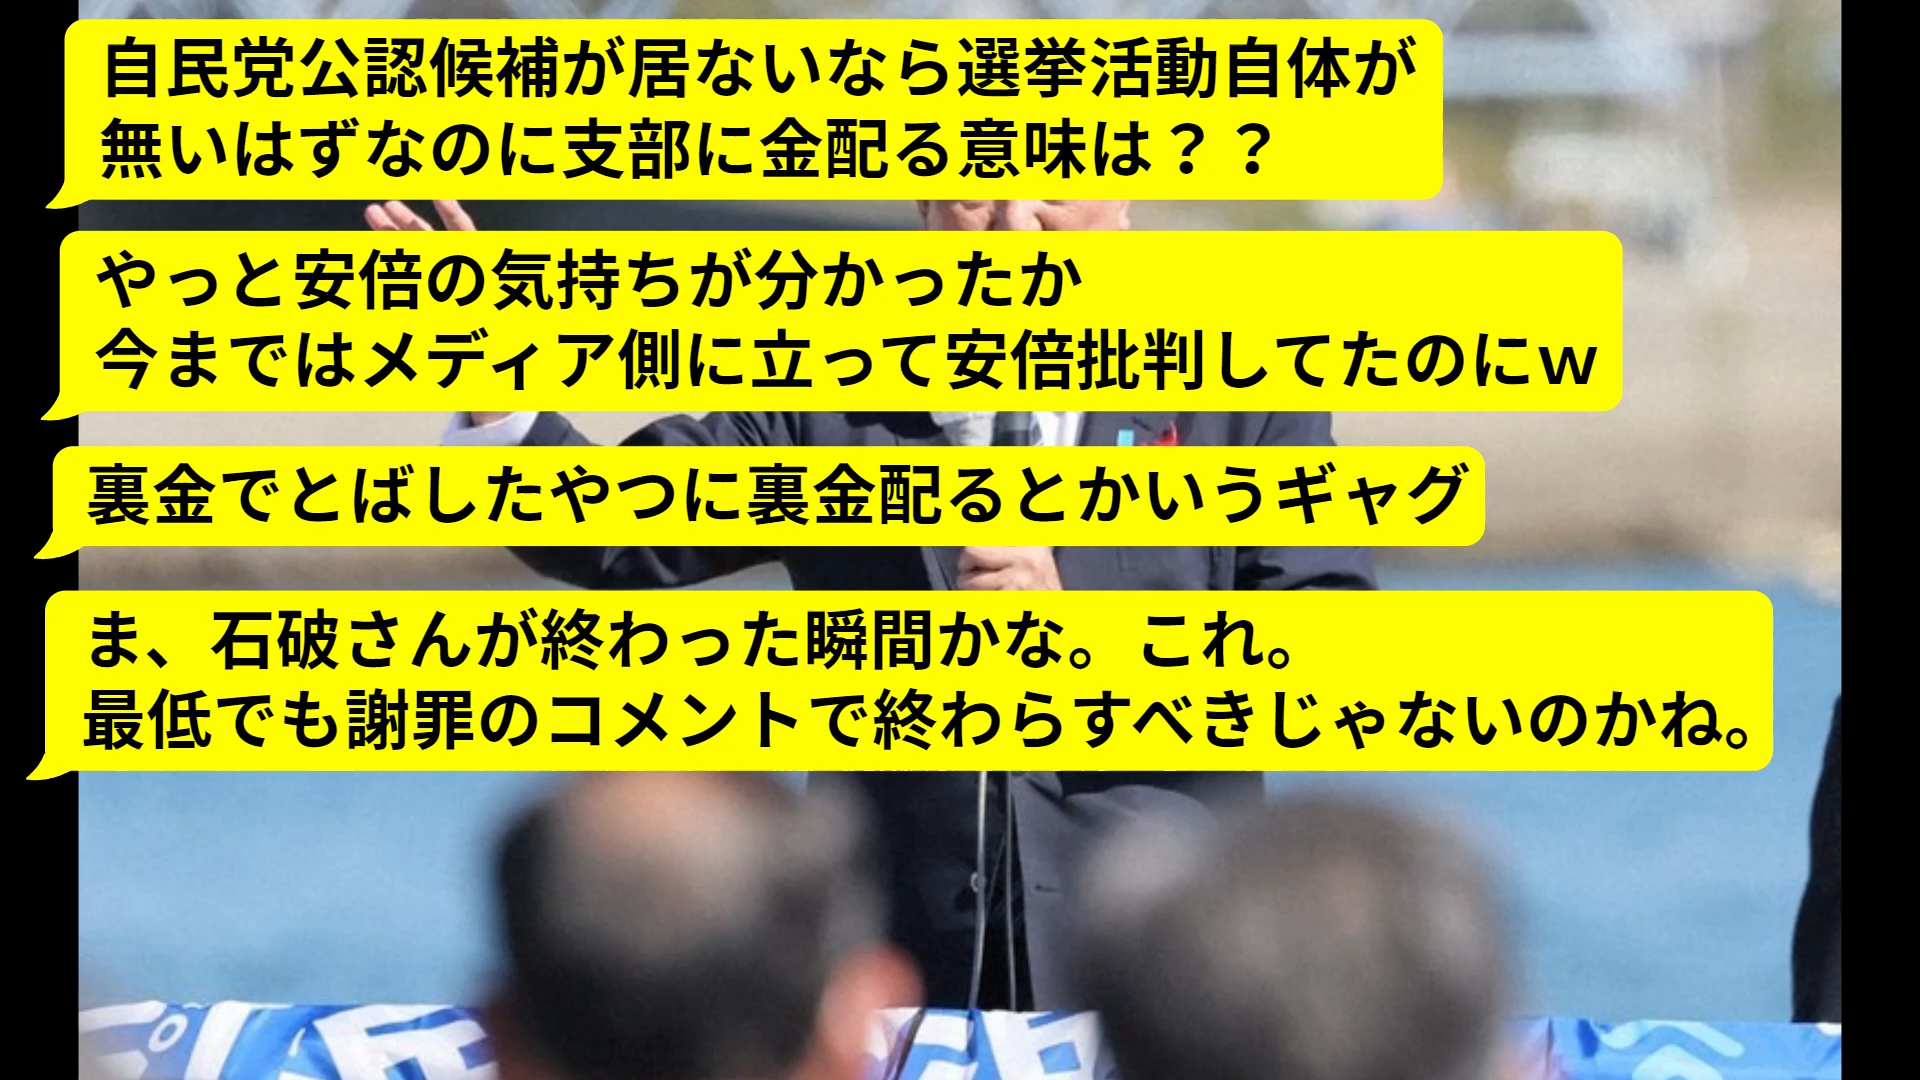 自民党公認候補が居ないなら選挙活動自体が
無いはずなのに支部に金配る意味は？？
やっと安倍の気持ちが分かったか
今まではメディア側に立って安倍批判してたのにw
裏金でとばしたやつに裏金配るとかいうギャグ
ま、石破さんが終わった瞬間かな。これ。
最低でも謝罪のコメントで終わらすべきじゃないのかね。